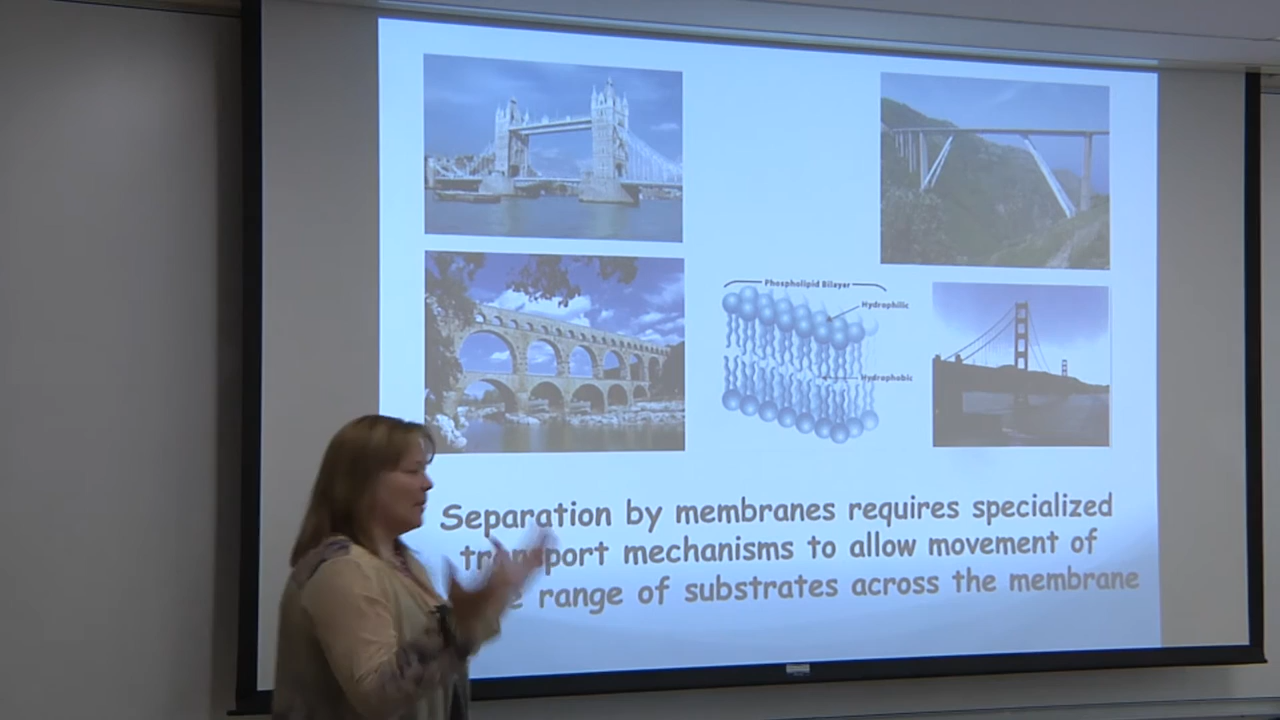 Phospholipid Bilayer
Hydrophilic
Hydrophobic
Separation by membranes requires specialized
transport mechanisms to allow movement of
range of substrates across the membrane